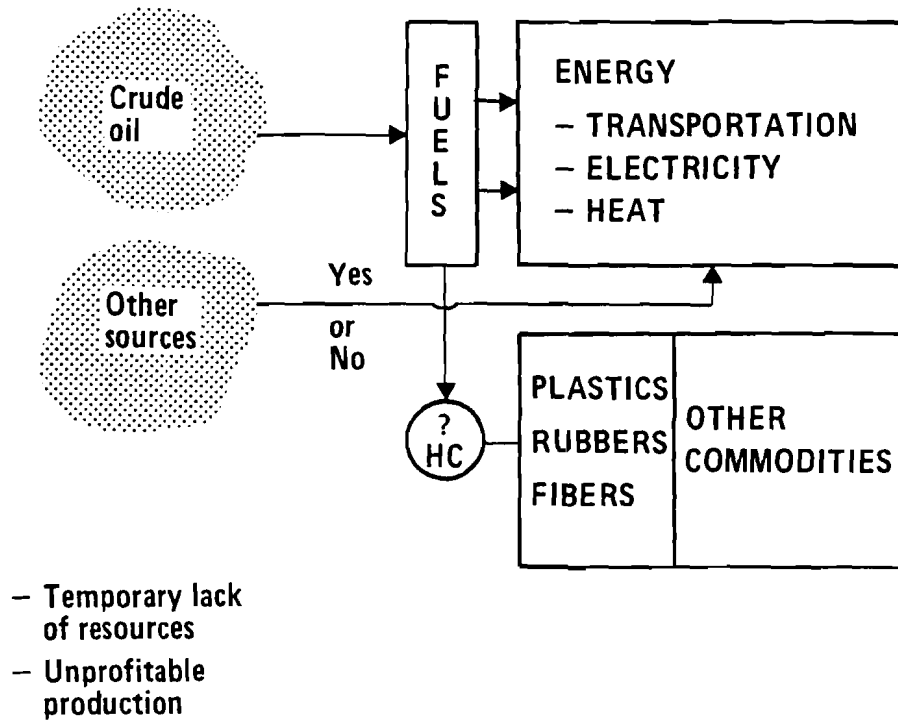 Crude
oil
FUELS
ENERGY
– TRANSPORTATION
– ELECTRICITY
– HEAT
Other
sources
Yes
or
No
?
HC
PLASTICS
RUBBERS
FIBERS
OTHER
COMMODITIES
– Temporary lack
of resources
– Unprofitable
production